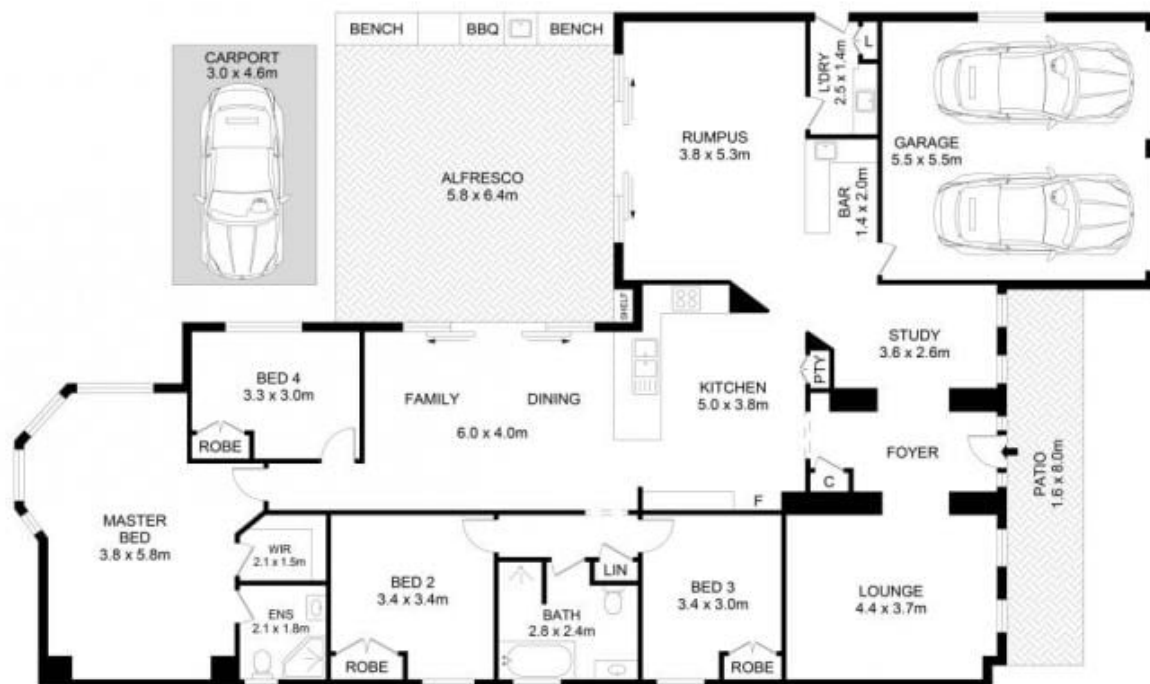 BENCH
BBQ
BENCH
CARPORT
3.0 x 4.6m
L'DRY
2.5 x 1.4m
L
RUMPUS
3.8 x 5.3m
GARAGE
5.5 x 5.5m
ALFRESCO
5.8 x 6.4m
BAR
1.4 x 2.0m
SHELF
STUDY
3.6 x 2.6m
PTY
BED 4
3.3 x 3.0m
FAMILY
DINING
6.0 x 4.0m
KITCHEN
5.0 x 3.8m
ROBE
FOYER
C
F
PATIO
1.6 x 8.0m
MASTER
BED
3.8 x 5.8m
WIR
2.1 x 1.5m
LIN
BED 2
3.4 x 3.4m
BED 3
3.4 x 3.0m
LOUNGE
4.4 x 3.7m
ENS
2.1 x 1.8m
BATH
2.8 x 2.4m
ROBE
ROBE